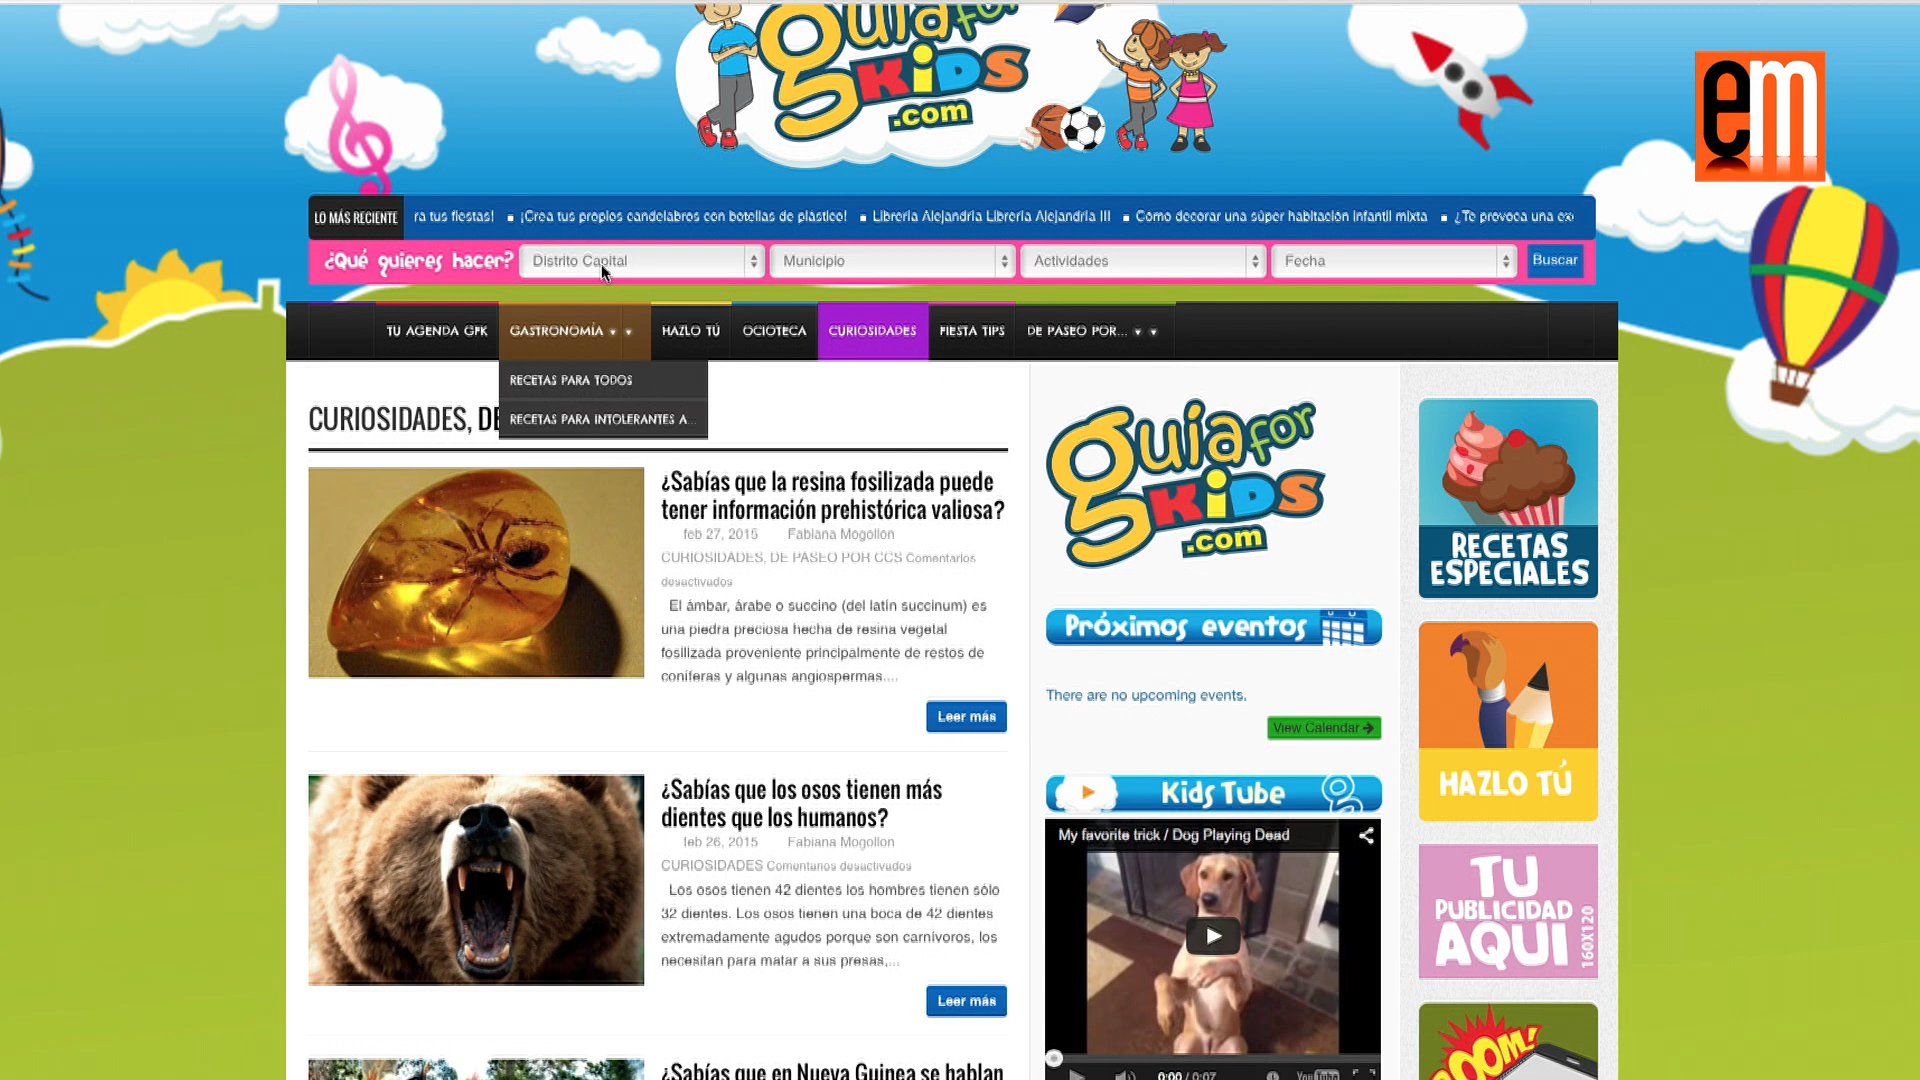 guía for
KiDS
.com
em
LO MÁS RECIENTE
ra tus fiestas! ¡Crea tus propios candelabros con botellas de plástico! Librería Alejandría Librería Alejandría III Cómo decorar una súper habitación infantil mixta ¿Te provoca una ex
¿Qué quieres hacer? Distrito Capital Municipio Actividades Fecha Buscar
TU AGENDA GFK GASTRONOMÍA HAZLO TÚ OCIOTECA CURIOSIDADES FIESTA TIPS DE PASEO POR...
RECETAS PARA TODOS
RECETAS PARA INTOLERANTES A...
CURIOSIDADES, DE
¿Sabías que la resina fosilizada puede
tener información prehistórica valiosa?
feb 27, 2015 Fabiana Mogollon
CURIOSIDADES, DE PASEO POR CCS Comentarios
desactivados
El ámbar, árabe o succino (del latín succinum) es
una piedra preciosa hecha de resina vegetal
fosilizada proveniente principalmente de restos de
coníferas y algunas angiospermas....
Leer más
¿Sabías que los osos tienen más
dientes que los humanos?
feb 26, 2015 Fabiana Mogollon
CURIOSIDADES Comentarios desactivados
Los osos tienen 42 dientes los hombres tienen sólo
32 dientes. Los osos tienen una boca de 42 dientes
extremadamente agudos porque son carnívoros, los
necesitan para matar a sus presas,...
Leer más
¿Sabías que en Nueva Guinea se hablan
guía for
KiDS
.com
Próximos eventos
There are no upcoming events.
View Calendar
Kids Tube
My favorite trick / Dog Playing Dead
0:00 / 0:07
YouTube
RECETAS
ESPECIALES
HAZLO TÚ
TU
PUBLICIDAD
AQUÍ
160X120
BOOM!